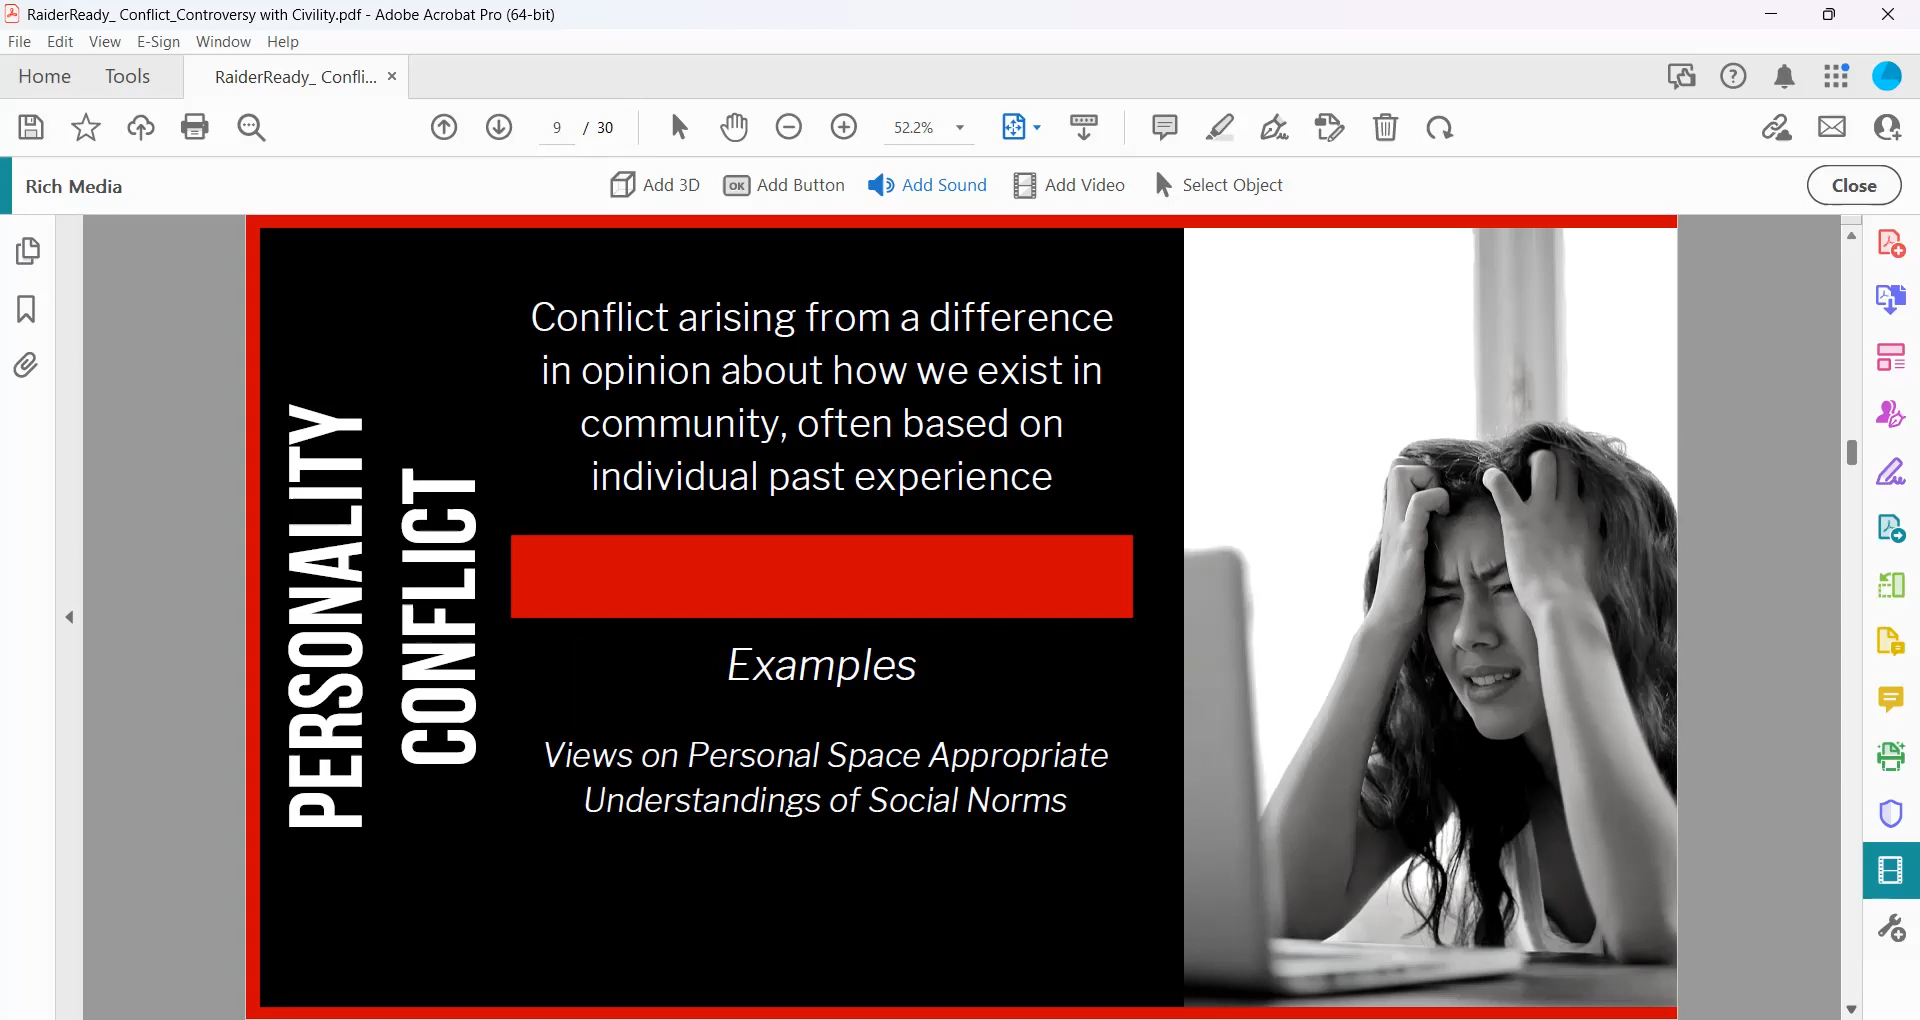 RaiderReady_ Conflict_Controversy with Civility.pdf - Adobe Acrobat Pro (64-bit)
File Edit View E-Sign Window Help
Home Tools RaiderReady_ Confli... ×
9 / 30 52.2%
Rich Media Add 3D OK Add Button Add Sound Add Video Select Object Close
PERSONALITY
CONFLICT
Conflict arising from a difference
in opinion about how we exist in
community, often based on
individual past experience
Examples
Views on Personal Space Appropriate
Understandings of Social Norms